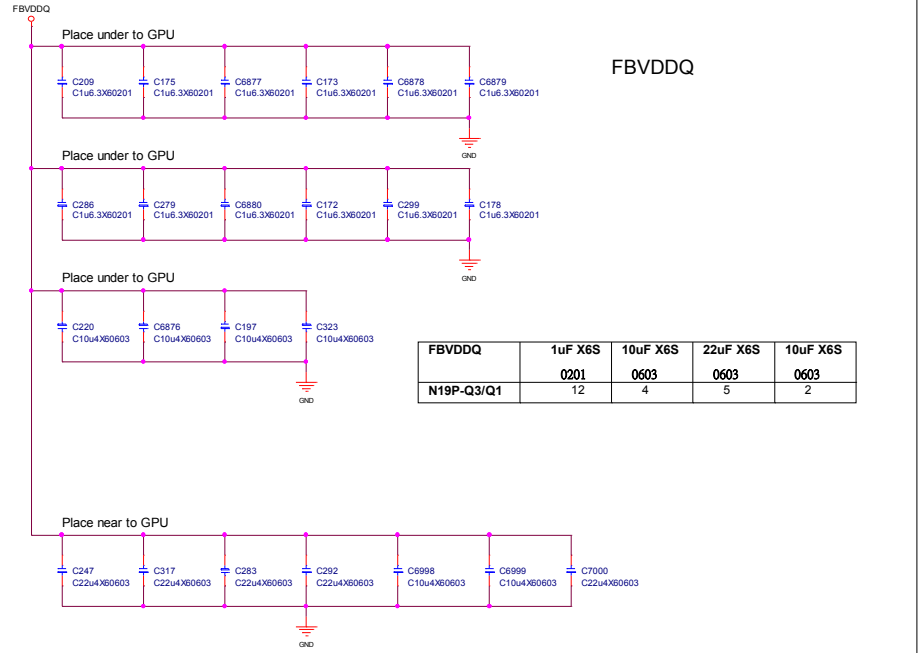 FBVDDQ
Place under to GPU
FBVDDQ
C209 C175 C6877 C173 C6878 C6879
C1u6.3X60201 C1u6.3X60201 C1u6.3X60201 C1u6.3X60201 C1u6.3X60201 C1u6.3X60201
GND
Place under to GPU
C286 C279 C6880 C172 C299 C178
C1u6.3X60201 C1u6.3X60201 C1u6.3X60201 C1u6.3X60201 C1u6.3X60201 C1u6.3X60201
GND
Place under to GPU
C220 C6876 C197 C323
C10u4X60603 C10u4X60603 C10u4X60603 C10u4X60603
GND
FBVDDQ 1uF X6S 10uF X6S 22uF X6S 10uF X6S
0201 0603 0603 0603
N19P-Q3/Q1 12 4 5 2
Place near to GPU
C247 C317 C283 C292 C6998 C6999 C7000
C22u4X60603 C22u4X60603 C22u4X60603 C22u4X60603 C10u4X60603 C10u4X60603 C22u4X60603
GND